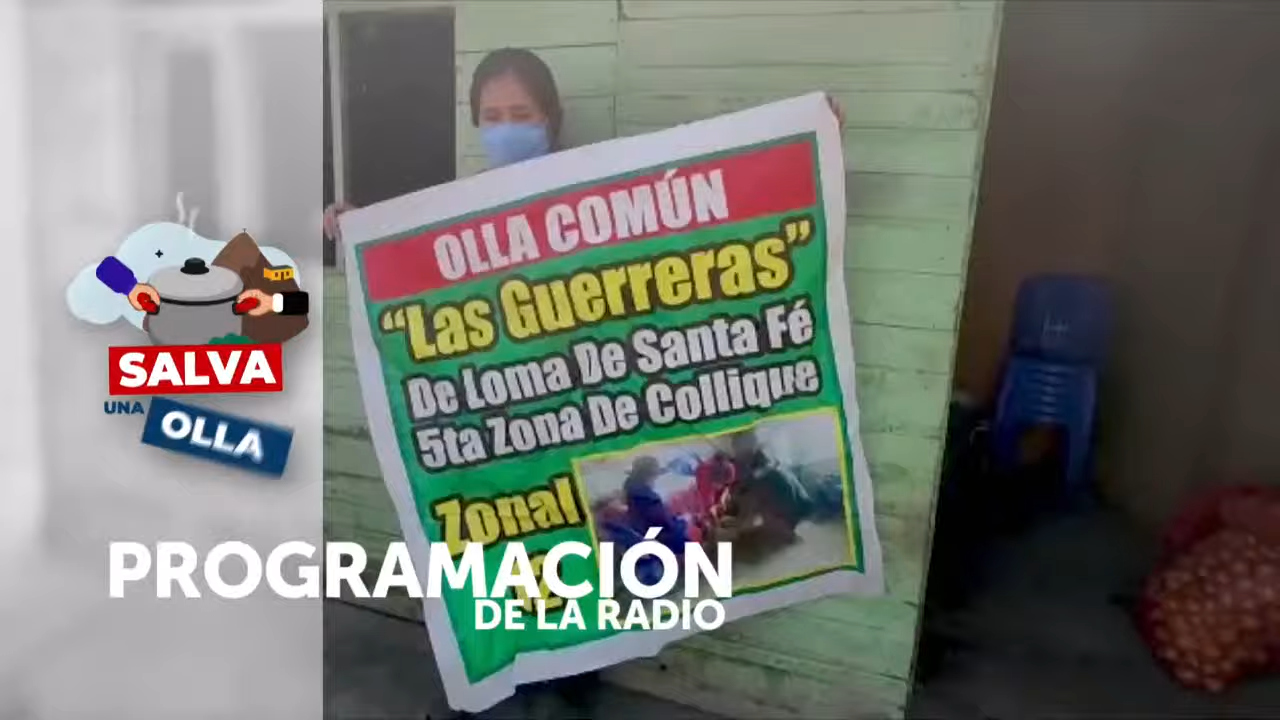 OLLA COMÚN
“Las Guerreras”
De Loma De Santa Fé
5ta Zona De Collique
Zonal
SALVA
UNA
OLLA
PROGRAMACIÓN
DE LA RADIO